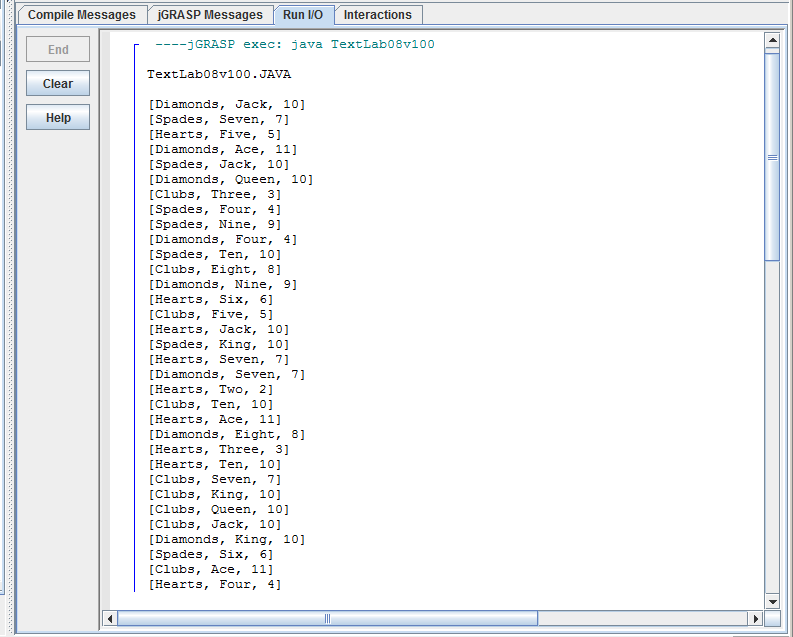 Compile Messages jGRASP Messages Run I/O Interactions
End
Clear
Help
----jGRASP exec: java TextLab08v100
TextLab08v100.JAVA
[Diamonds, Jack, 10]
[Spades, Seven, 7]
[Hearts, Five, 5]
[Diamonds, Ace, 11]
[Spades, Jack, 10]
[Diamonds, Queen, 10]
[Clubs, Three, 3]
[Spades, Four, 4]
[Spades, Nine, 9]
[Diamonds, Four, 4]
[Spades, Ten, 10]
[Clubs, Eight, 8]
[Diamonds, Nine, 9]
[Hearts, Six, 6]
[Clubs, Five, 5]
[Hearts, Jack, 10]
[Spades, King, 10]
[Hearts, Seven, 7]
[Diamonds, Seven, 7]
[Hearts, Two, 2]
[Clubs, Ten, 10]
[Hearts, Ace, 11]
[Diamonds, Eight, 8]
[Hearts, Three, 3]
[Hearts, Ten, 10]
[Clubs, Seven, 7]
[Clubs, King, 10]
[Clubs, Queen, 10]
[Clubs, Jack, 10]
[Diamonds, King, 10]
[Spades, Six, 6]
[Clubs, Ace, 11]
[Hearts, Four, 4]